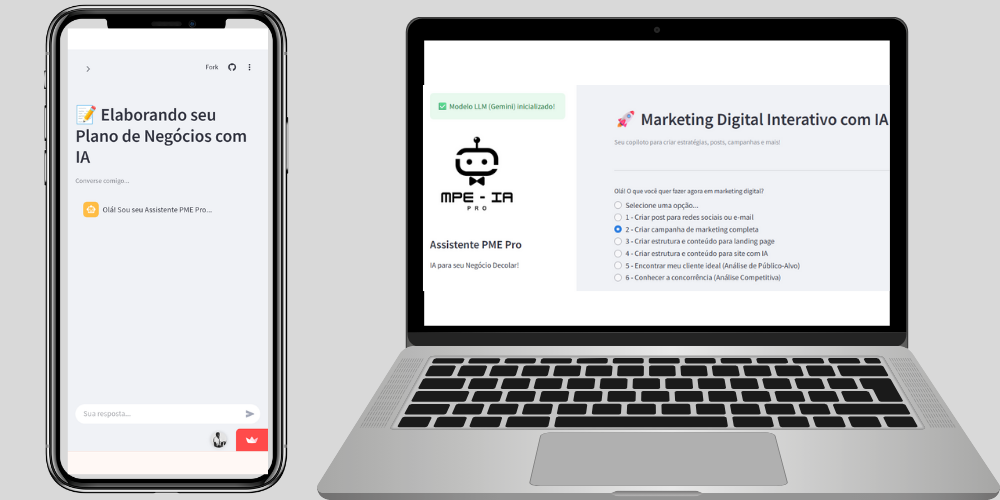 Fork
Elaborando seu
Plano de Negócios com
IA
Converse comigo...
Olá! Sou seu Assistente PME Pro...
Sua resposta...
Modelo LLM (Gemini) inicializado!
MPE - IA
PRO
Assistente PME Pro
IA para seu Negócio Decolar!
Marketing Digital Interativo com IA
Seu copiloto para criar estratégias, posts, campanhas e mais!
Olá! O que você quer fazer agora em marketing digital?
Selecione uma opção...
1 - Criar post para redes sociais ou e-mail
2 - Criar campanha de marketing completa
3 - Criar estrutura e conteúdo para landing page
4 - Criar estrutura e conteúdo para site com IA
5 - Encontrar meu cliente ideal (Análise de Público-Alvo)
6 - Conhecer a concorrência (Análise Competitiva)